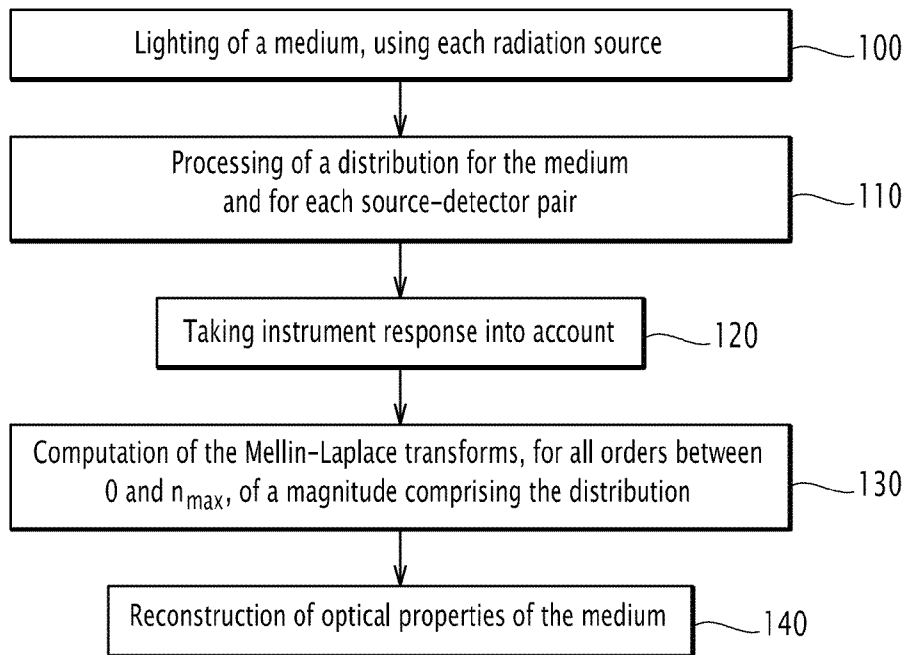 Lighting of a medium, using each radiation source
100
Processing of a distribution for the medium
and for each source-detector pair
110
Taking instrument response into account
120
Computation of the Mellin-Laplace transforms, for all orders between
0 and nmax, of a magnitude comprising the distribution
130
Reconstruction of optical properties of the medium
140